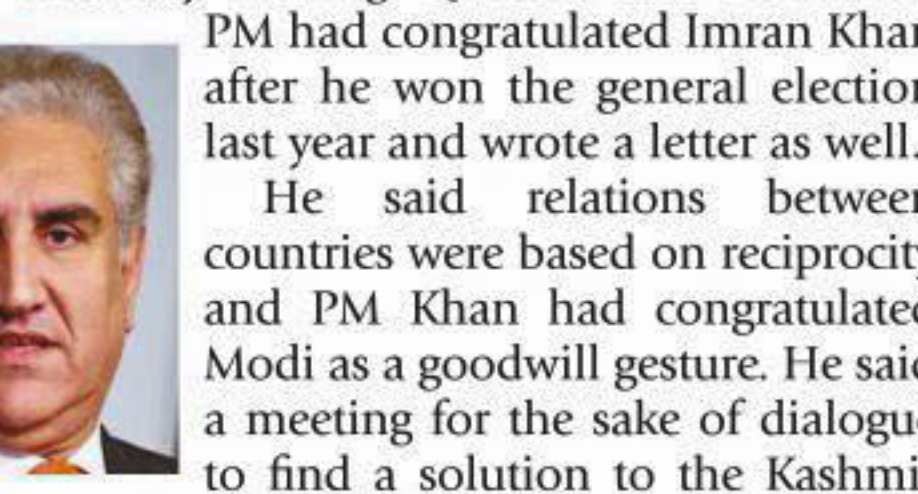 PM had congratulated Imran Khan
after he won the general election
last year and wrote a letter as well.
He said relations between
countries were based on reciprocity
and PM Khan had congratulated
Modi as a goodwill gesture. He said
a meeting for the sake of dialogue
to find a solution to the Kashmir